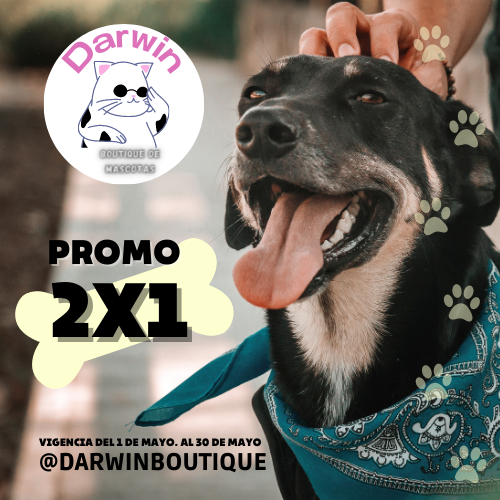 Darwin
BOUTIQUE DE
MASCOTAS
PROMO
2X1
VIGENCIA DEL 1 DE MAYO. AL 30 DE MAYO
@DARWINBOUTIQUE